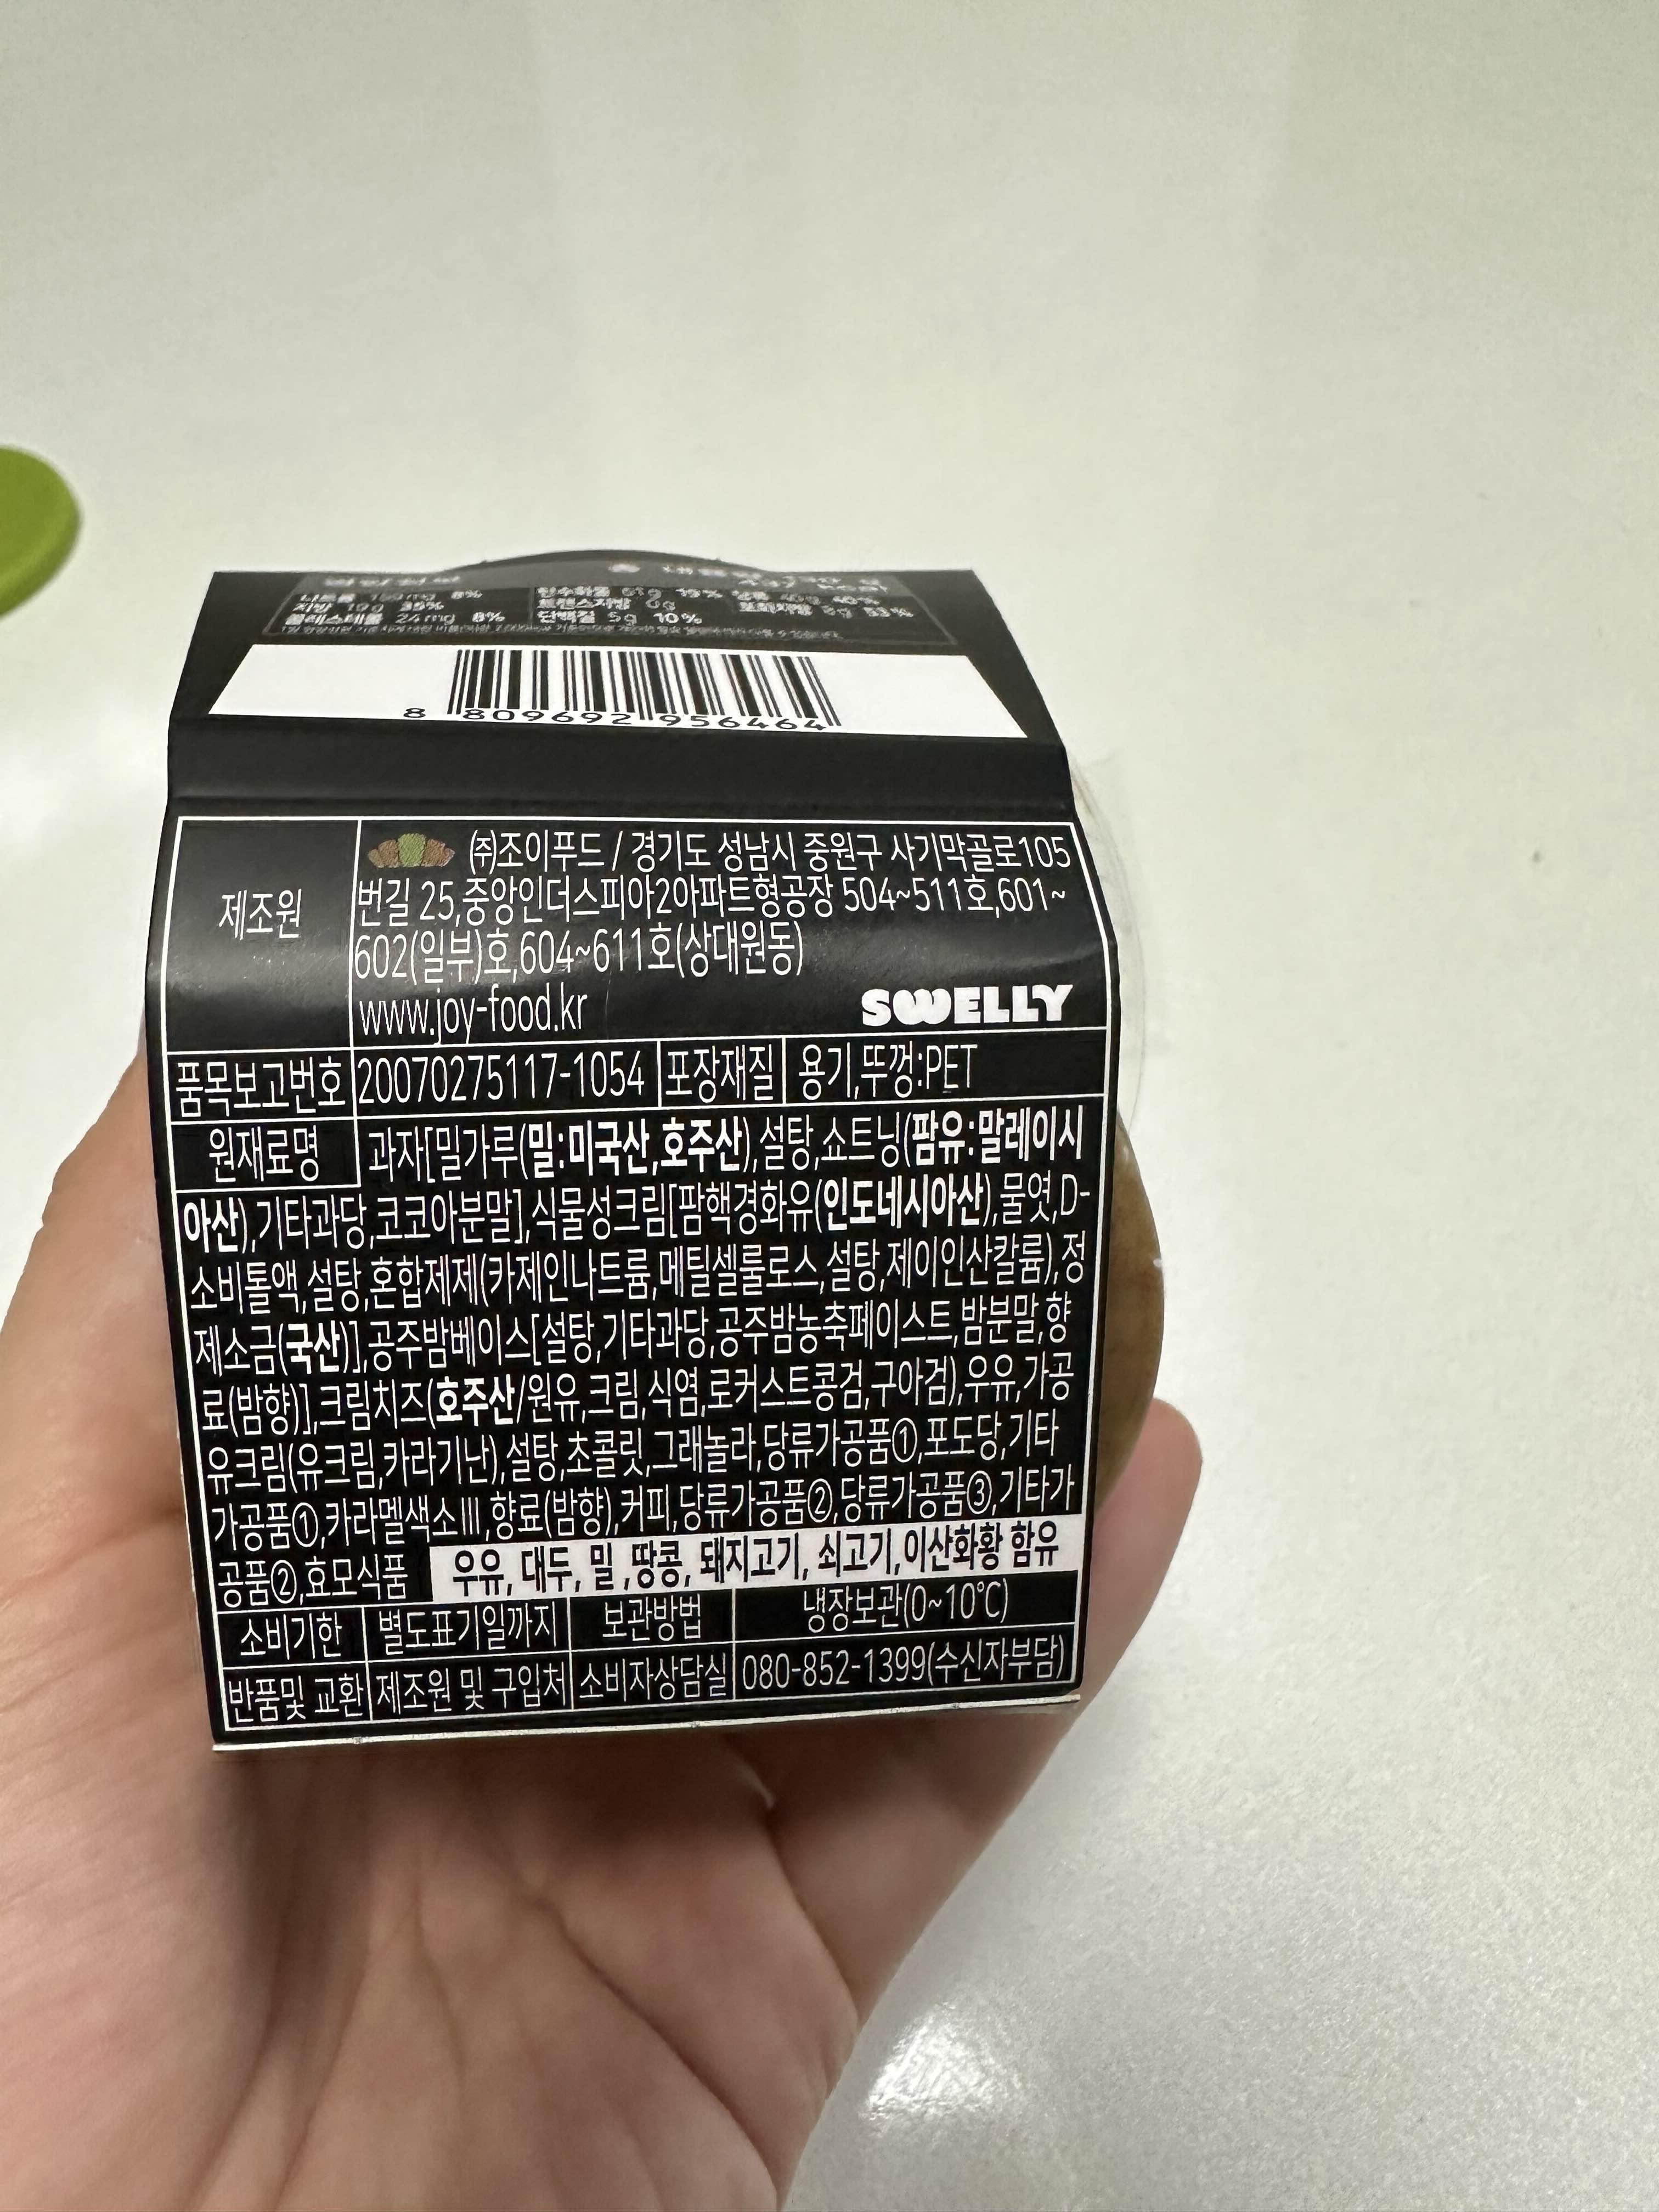 지방 19g 35%
콜레스테롤 24mg 8% 단백질 5g 10%
8 809692 956464
제조원
㈜조이푸드 / 경기도 성남시 중원구 사기막골로105
번길 25,중앙인더스피아2아파트형공장 504~511호,601~
602(일부)호,604~611호(상대원동)
www.joy-food.kr SWELLY
품목보고번호 20070275117-1054 포장재질 용기,뚜껑:PET
원재료명 과자[밀가루(밀:미국산,호주산),설탕,쇼트닝(팜유:말레이시
아산),기타과당,코코아분말],식물성크림[팜핵경화유(인도네시아산),물엿,D-
소비톨액,설탕,혼합제제(카제인나트륨,메틸셀룰로스,설탕,제이인산칼륨),정
제소금(국산)],공주밤베이스[설탕,기타과당,공주밤농축페이스트,밤분말,향
료(밤향)],크림치즈(호주산/원유,크림,식염,로커스트콩검,구아검),우유,가공
유크림(유크림,카라기난),설탕,초콜릿,그래놀라,당류가공품①,포도당,기타
가공품①,카라멜색소III,향료(밤향),커피,당류가공품②,당류가공품③,기타가
공품②,효모식품 우유, 대두, 밀 ,땅콩, 돼지고기, 쇠고기,이산화황 함유
소비기한 별도표기일까지 보관방법 냉장보관(0~10℃)
반품및 교환 제조원 및 구입처 소비자상담실 080-852-1399(수신자부담)